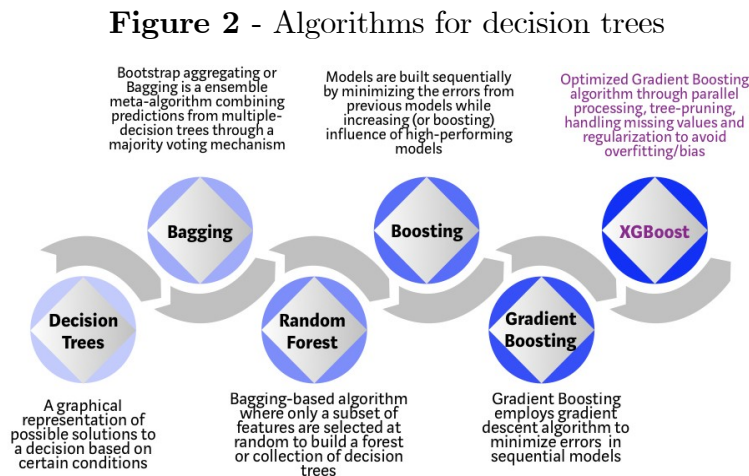 Figure 2 - Algorithms for decision trees
Bootstrap aggregating or
Bagging is a ensemble
meta-algorithm combining
predictions from multiple-
decision trees through a
majority voting mechanism
Models are built sequentially
by minimizing the errors from
previous models while
increasing (or boosting)
influence of high-performing
models
Optimized Gradient Boosting
algorithm through parallel
processing, tree-pruning,
handling missing values and
regularization to avoid
overfitting/bias
Bagging
Boosting
XGBoost
Decision
Trees
Random
Forest
Gradient
Boosting
A graphical
representation of
possible solutions to
a decision based on
certain conditions
Bagging-based algorithm
where only a subset of
features are selected at
random to build a forest
or collection of decision
trees
Gradient Boosting
employs gradient
descent algorithm to
minimize errors in
sequential models